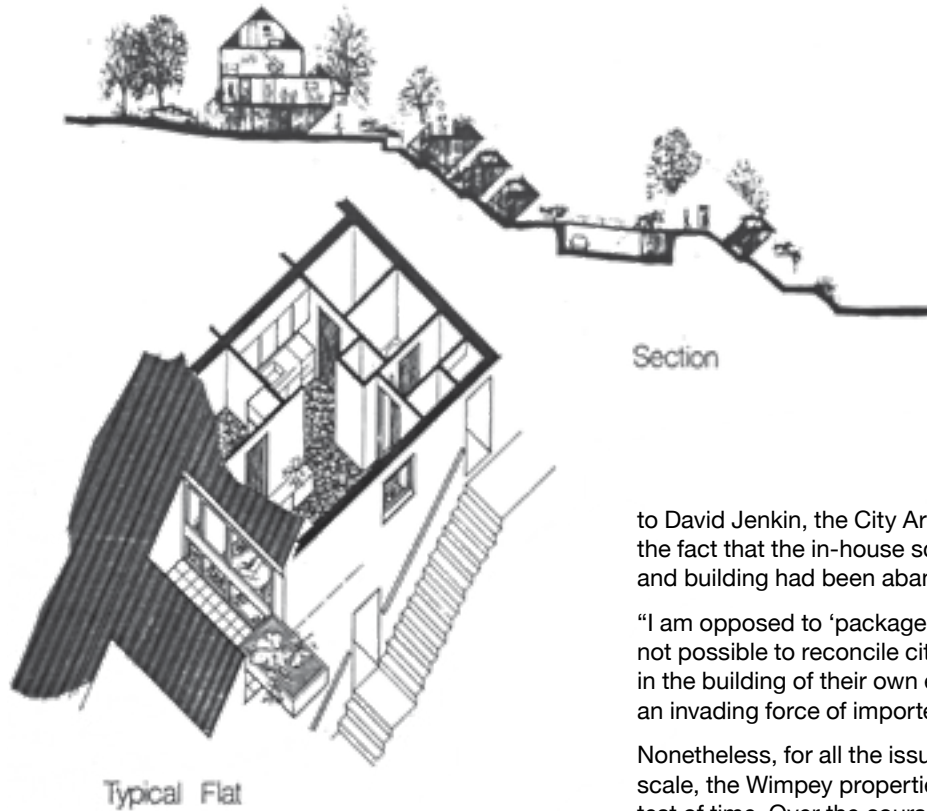 Section
Typical Flat
to David Jenkin, the City Ar
the fact that the in-house so
and building had been aban
“I am opposed to ‘package
not possible to reconcile cit
in the building of their own e
an invading force of importe
Nonetheless, for all the issu
scale, the Wimpey propertie